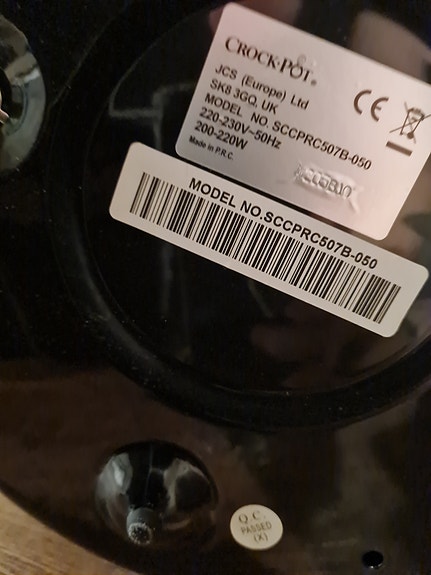 CROCK·POT®
JCS (Europe) Ltd
SK8 3GQ, UK
MODEL NO.SCCPRC507B-050
220-230V~50Hz
200-220W
Made in P.R.C.
CE
MODEL NO.SCCPRC507B-050
Q.C.
PASSED
(X)